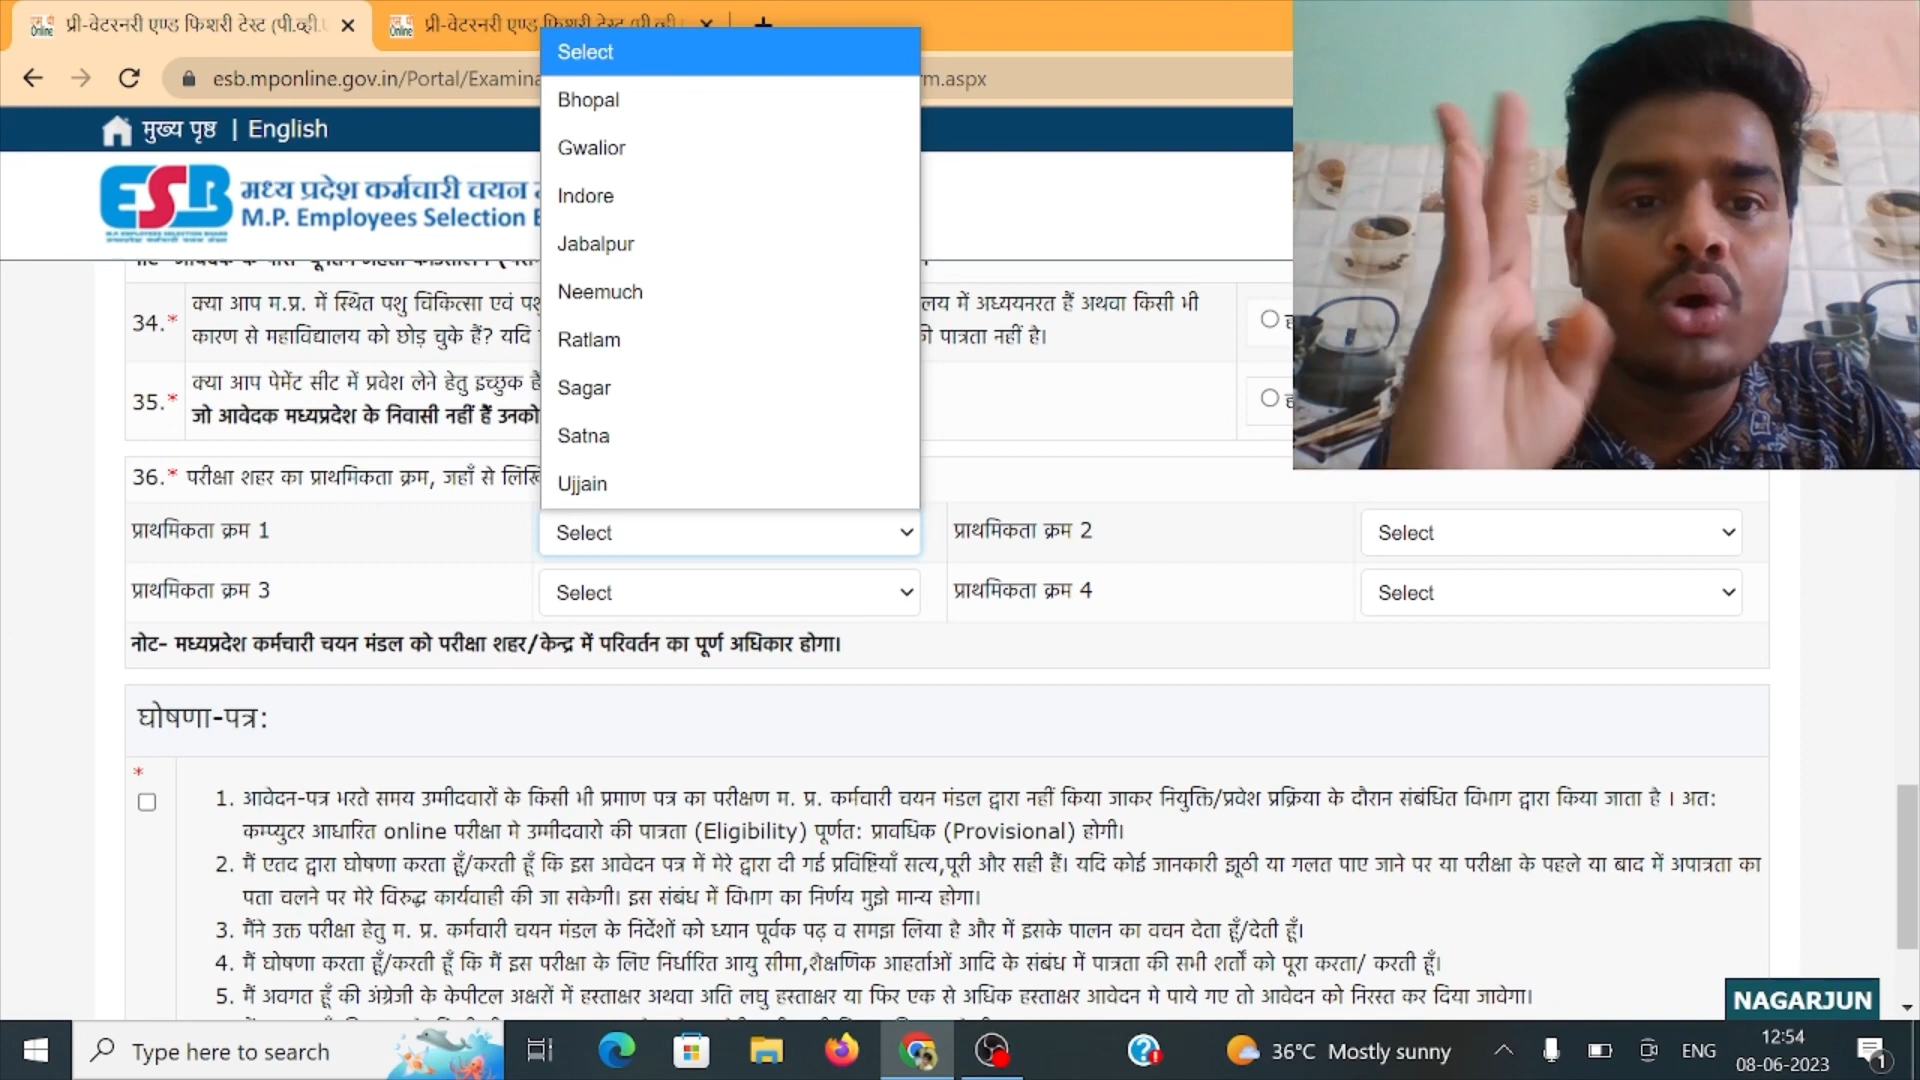 प्री-वेटरनरी एण्ड फिशरी टेस्ट (पी.व्ही.
प्री-वेटरनरी एण्ड फिशरी टेस्ट (पी.व्ही
esb.mponline.gov.in/Portal/Examina
rm.aspx
मुख्य पृष्ठ | English
ESB
मध्य प्रदेश कर्मचारी चयन
M.P. Employees Selection
Select
Bhopal
Gwalior
Indore
Jabalpur
Neemuch
Ratlam
Sagar
Satna
Ujjain
34.* क्या आप म.प्र. में स्थित पशु चिकित्सा एवं पशु
लय में अध्ययनरत हैं अथवा किसी भी
कारण से महाविद्यालय को छोड़ चुके हैं? यदि
पात्रता नहीं है।
35.* क्या आप पेमेंट सीट में प्रवेश लेने हेतु इच्छुक हैं
जो आवेदक मध्यप्रदेश के निवासी नहीं हैं उनको
36.* परीक्षा शहर का प्राथमिकता क्रम, जहाँ से लिखि
प्राथमिकता क्रम 1 Select प्राथमिकता क्रम 2 Select
प्राथमिकता क्रम 3 Select प्राथमिकता क्रम 4 Select
नोट- मध्यप्रदेश कर्मचारी चयन मंडल को परीक्षा शहर/केन्द्र में परिवर्तन का पूर्ण अधिकार होगा।
घोषणा-पत्र:
*
1. आवेदन-पत्र भरते समय उम्मीदवारों के किसी भी प्रमाण पत्र का परीक्षण म. प्र. कर्मचारी चयन मंडल द्वारा नहीं किया जाकर नियुक्ति/प्रवेश प्रक्रिया के दौरान संबंधित विभाग द्वारा किया जाता है । अत:
कम्प्युटर आधारित online परीक्षा मे उम्मीदवारो की पात्रता (Eligibility) पूर्णत: प्रावधिक (Provisional) होगी।
2. मैं एतद द्वारा घोषणा करता हूँ/करती हूँ कि इस आवेदन पत्र में मेरे द्वारा दी गई प्रविष्टियाँ सत्य,पूरी और सही हैं। यदि कोई जानकारी झूठी या गलत पाए जाने पर या परीक्षा के पहले या बाद में अपात्रता का
पता चलने पर मेरे विरुद्ध कार्यवाही की जा सकेगी। इस संबंध में विभाग का निर्णय मुझे मान्य होगा।
3. मैंने उक्त परीक्षा हेतु म. प्र. कर्मचारी चयन मंडल के निर्देशों को ध्यान पूर्वक पढ़ व समझ लिया है और में इसके पालन का वचन देता हूँ/देती हूँ।
4. मैं घोषणा करता हूँ/करती हूँ कि मैं इस परीक्षा के लिए निर्धारित आयु सीमा,शैक्षणिक आहर्ताओं आदि के संबंध में पात्रता की सभी शर्तों को पूरा करता/ करती हूँ।
5. मैं अवगत हूँ की अंग्रेजी के केपीटल अक्षरों में हस्ताक्षर अथवा अति लघु हस्ताक्षर या फिर एक से अधिक हस्ताक्षर आवेदन मे पाये गए तो आवेदन को निरस्त कर दिया जावेगा।
NAGARJUN
Type here to search
36°C Mostly sunny
ENG
12:54
08-06-2023
1